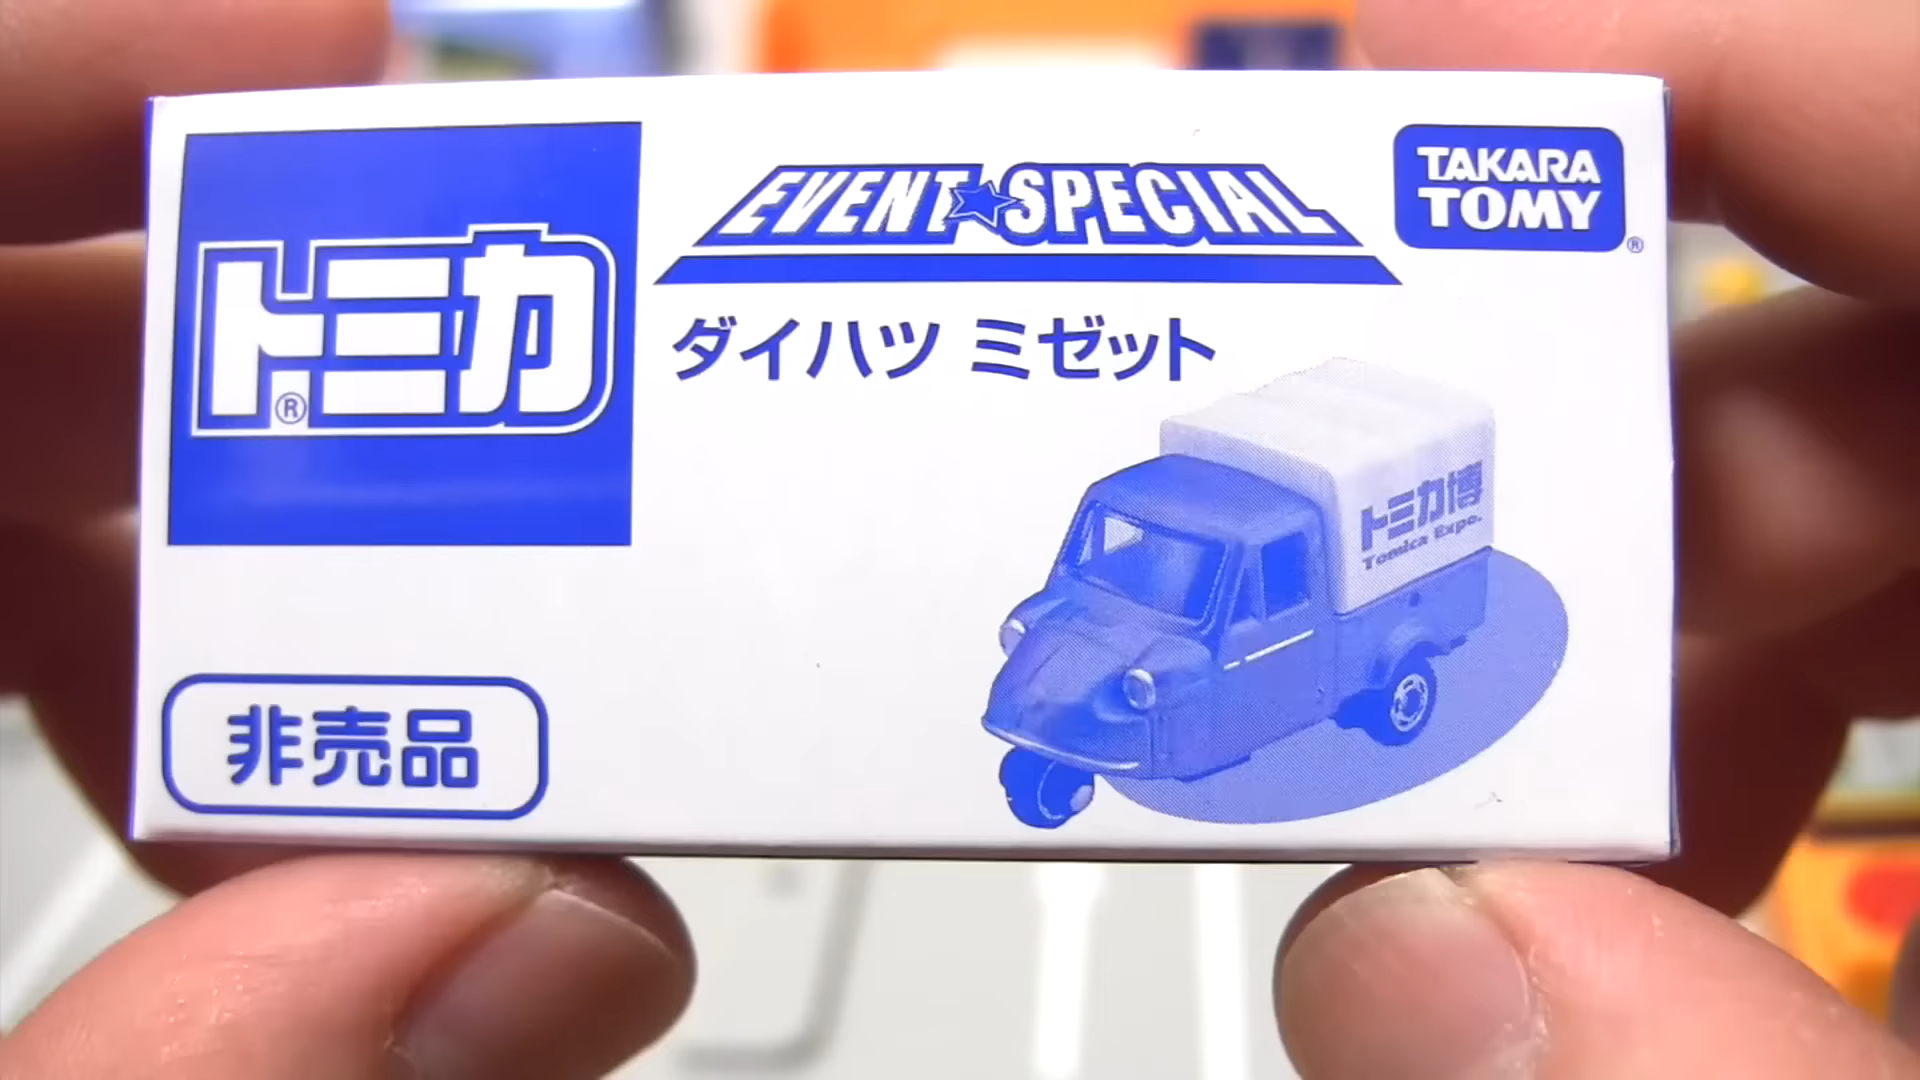 トミカ®
EVENT★SPECIAL
TAKARA
TOMY®
ダイハツ ミゼット
トミカ博
Tomica Expo.
非売品